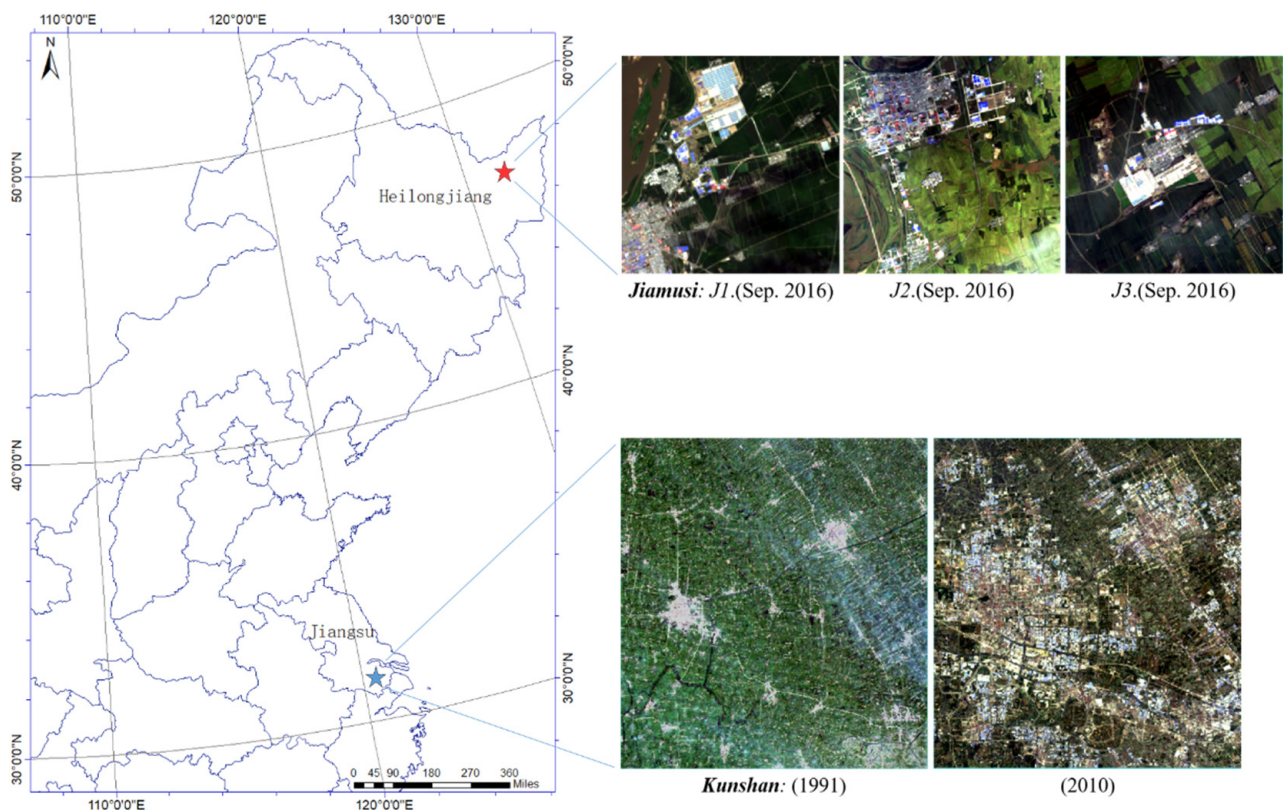 110°0'0"E
120°0'0"E
130°0'0"E
N
50°0'0"N
50°0'0"N
Heilongjiang
Jiamusi: J1.(Sep. 2016)
J2.(Sep. 2016)
J3.(Sep. 2016)
40°0'0"N
40°0'0"N
Jiangsu
30°0'0"N
30°0'0"N
0 45 90 180 270 360
Miles
110°0'0"E
120°0'0"E
Kunshan: (1991)
(2010)